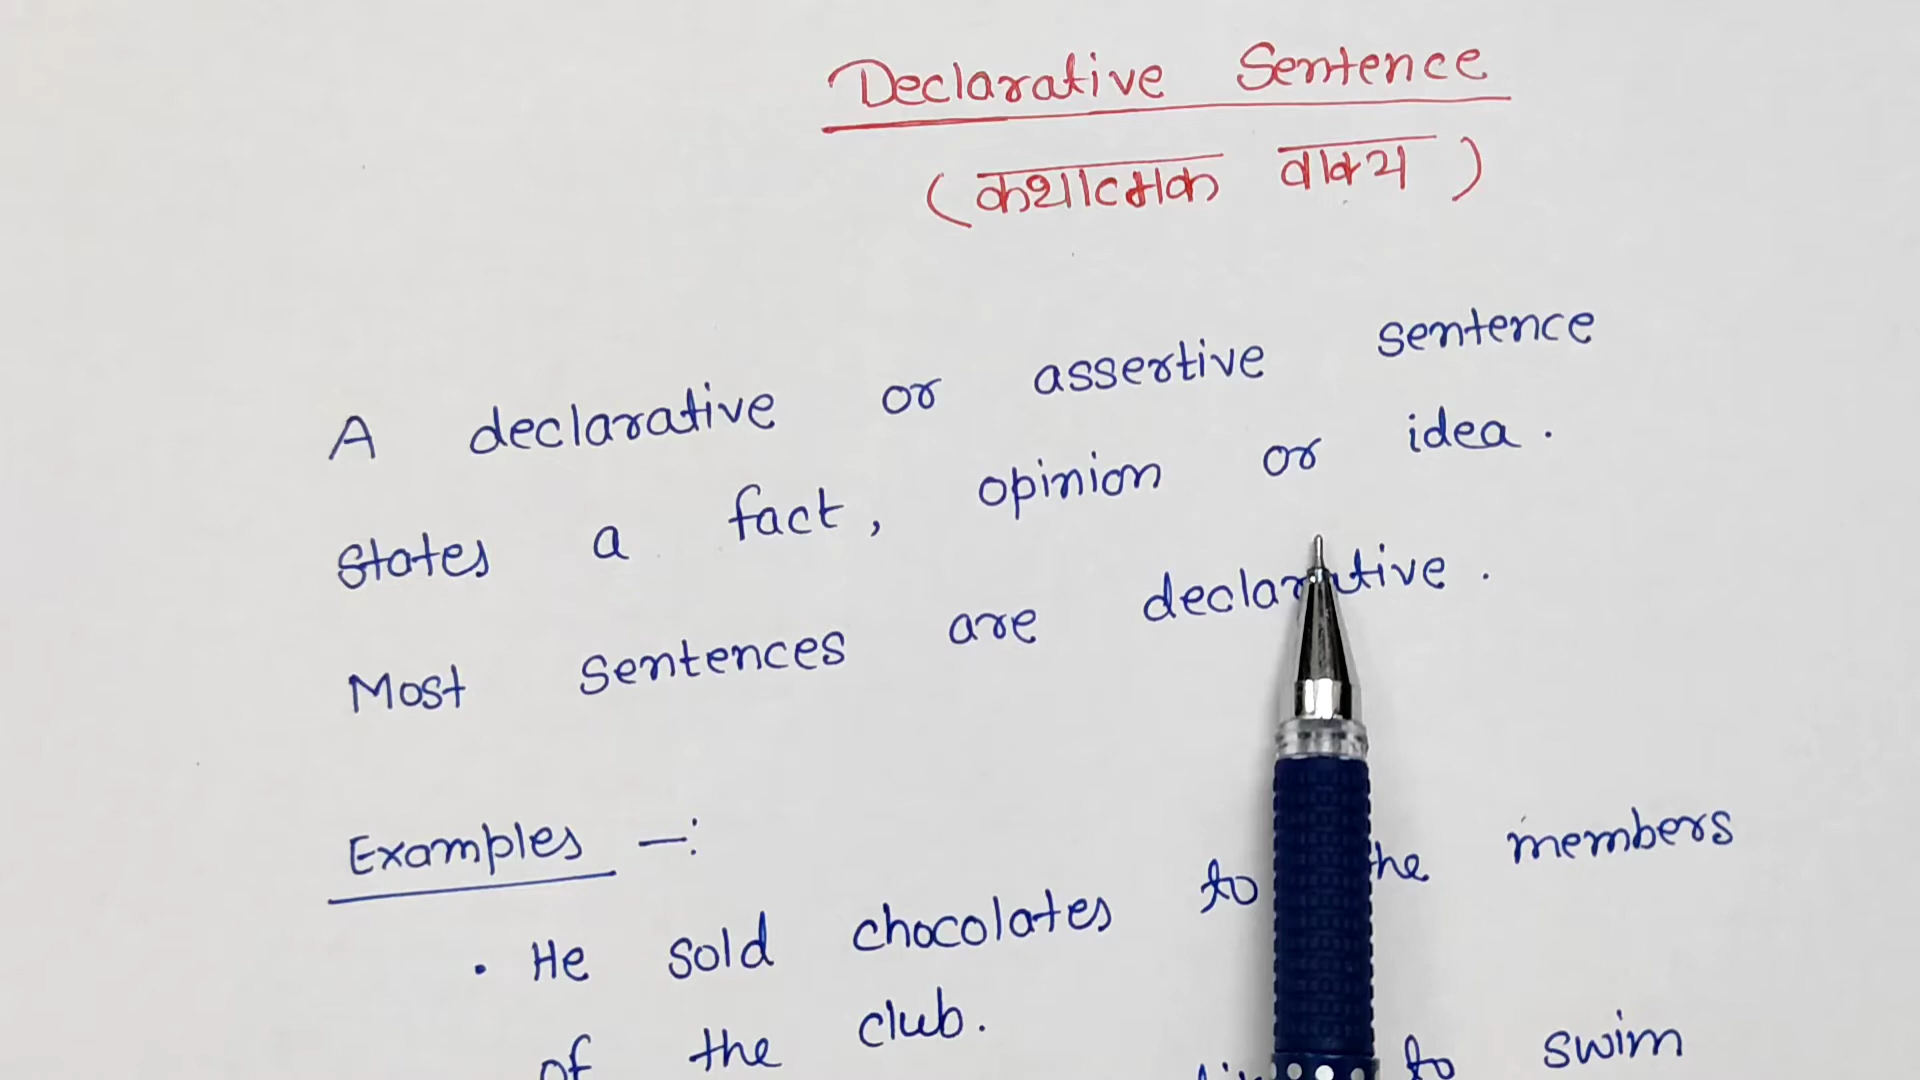 Declarative Sentence
(कथात्मक वाक्य)
A declarative or assertive sentence
states a fact, opinion or idea.
Most sentences are declarative.
Examples —:
• He sold chocolates to the members
of the club.
to swim